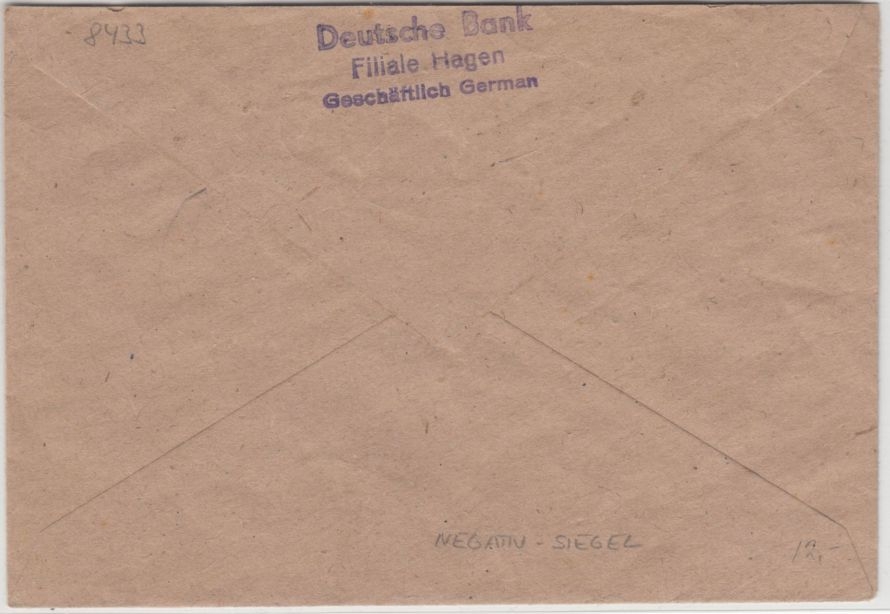 8433
Deutsche Bank
Filiale Hagen
Geschäftlich German
NEGATIV - SIEGEL
12,-